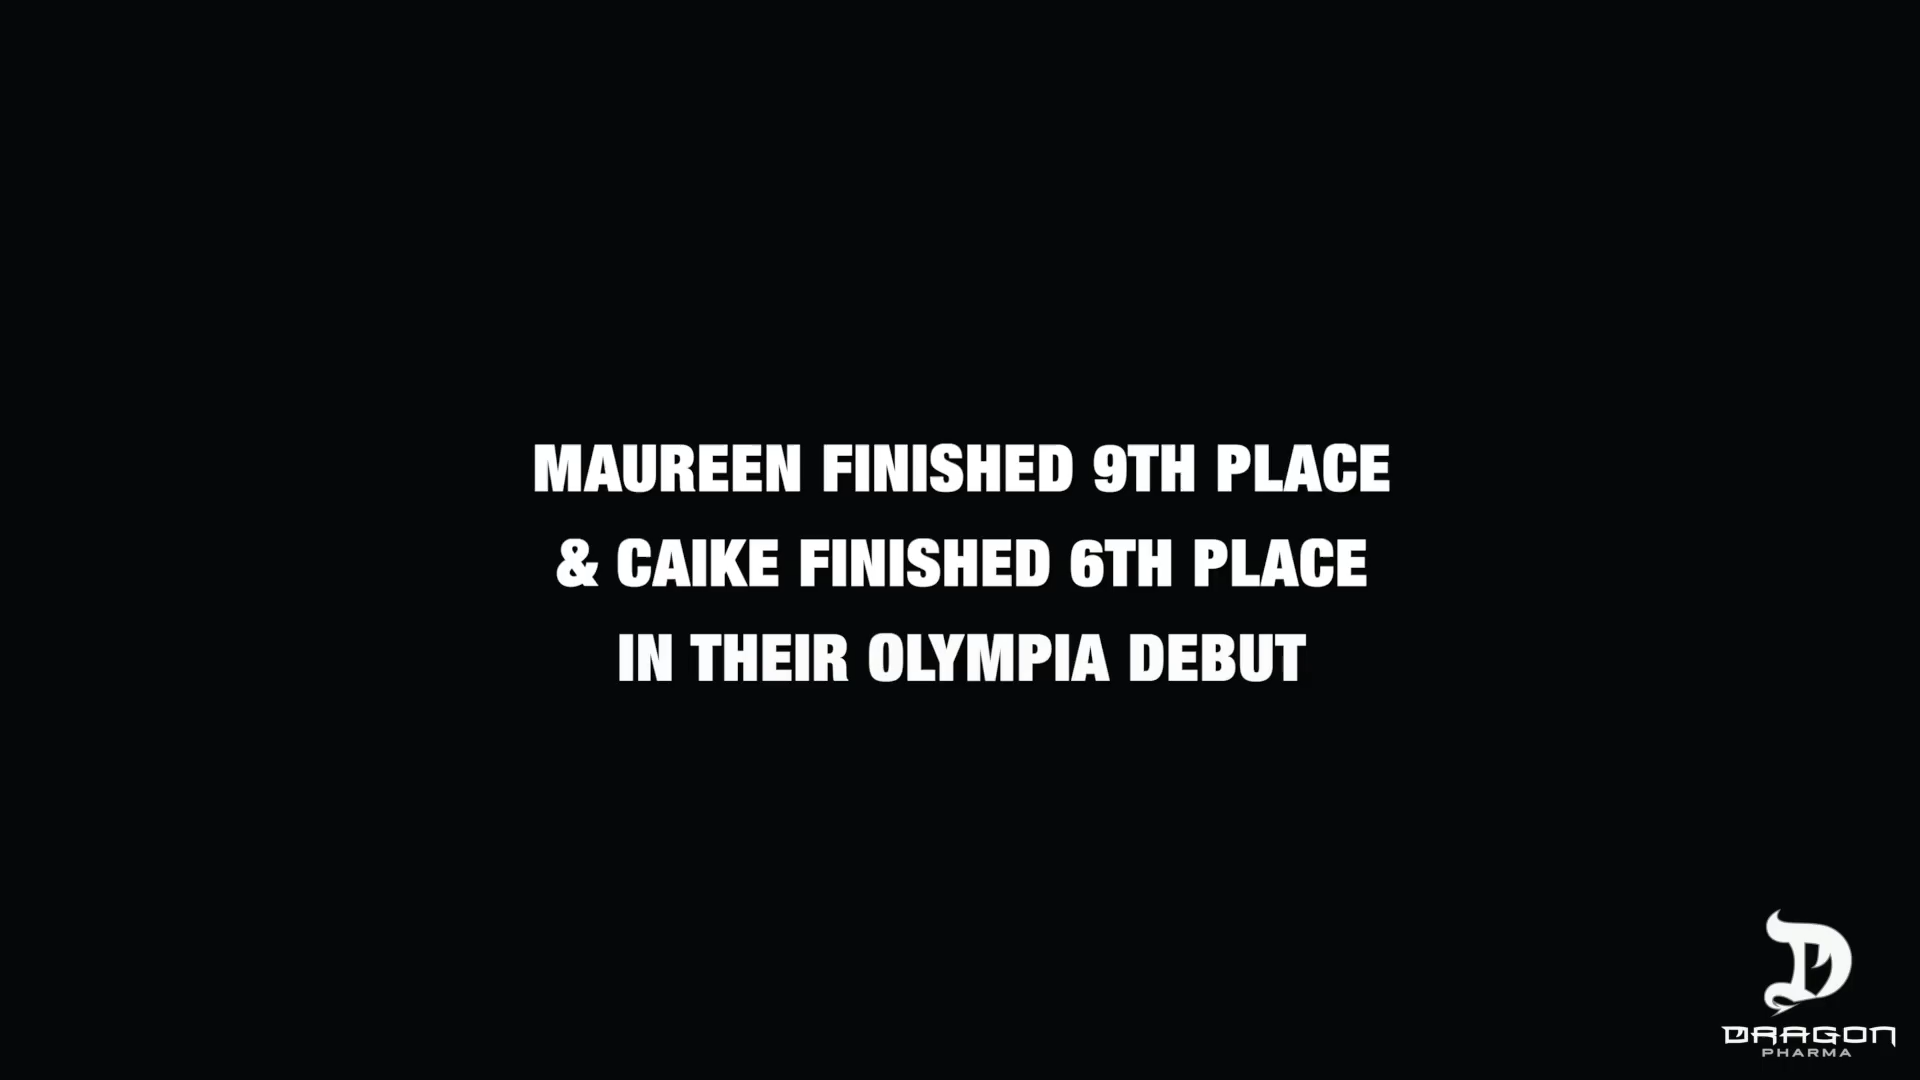 MAUREEN FINISHED 9TH PLACE
& CAIKE FINISHED 6TH PLACE
IN THEIR OLYMPIA DEBUT
DRAGON
PHARMA